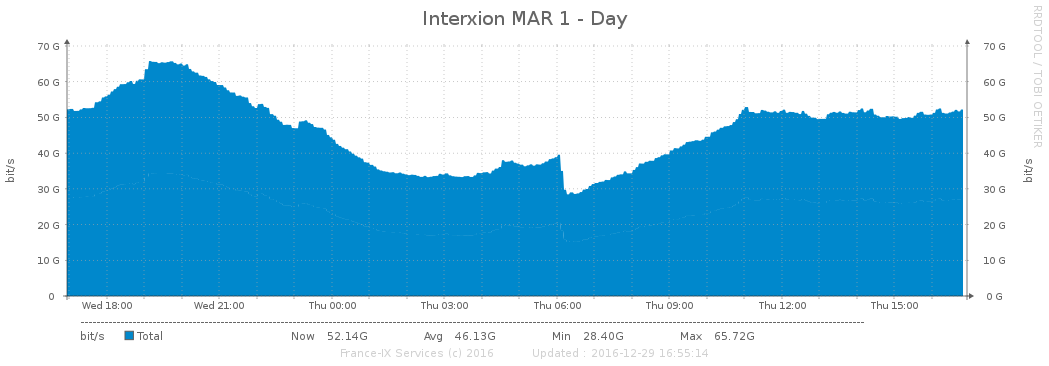 Interxion MAR 1 - Day
RRDTOOL / TOBI OETIKER
70 G 70 G
60 G 60 G
50 G 50 G
40 G 40 G
30 G 30 G
20 G 20 G
10 G 10 G
0 0 G
bit/s bit/s
Wed 18:00 Wed 21:00 Thu 00:00 Thu 03:00 Thu 06:00 Thu 09:00 Thu 12:00 Thu 15:00
bit/s Total Now 52.14G Avg 46.13G Min 28.40G Max 65.72G
France-IX Services (c) 2016 Updated : 2016-12-29 16:55:14